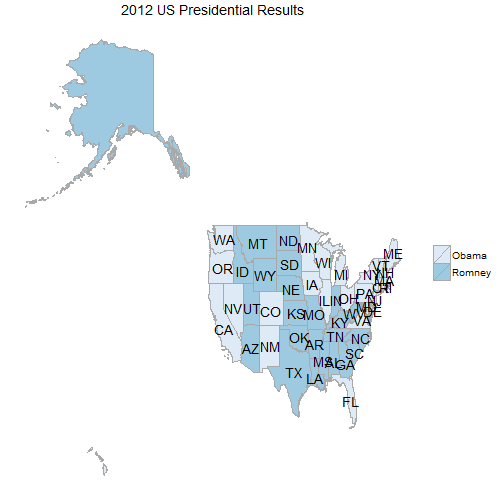 2012 US Presidential Results
WA
MT
ND
MN
ME
OR
ID
WY
SD
WI
MI
VT
NH
NY
MA
CT
RI
NV
UT
CO
NE
IA
IL
IN
OH
PA
NJ
CA
KS
MO
KY
WV
MD
DE
VA
AZ
NM
OK
AR
TN
NC
SC
TX
LA
MS
AL
GA
FL
Obama
Romney